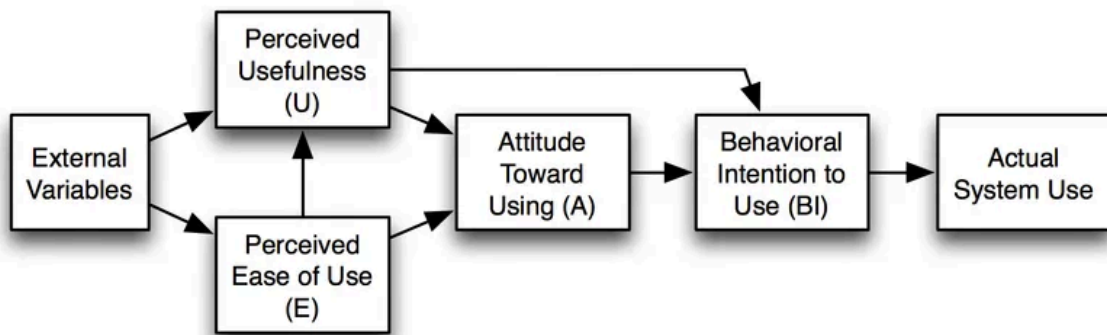 External
Variables
Perceived
Usefulness
(U)
Perceived
Ease of Use
(E)
Attitude
Toward
Using (A)
Behavioral
Intention to
Use (BI)
Actual
System Use